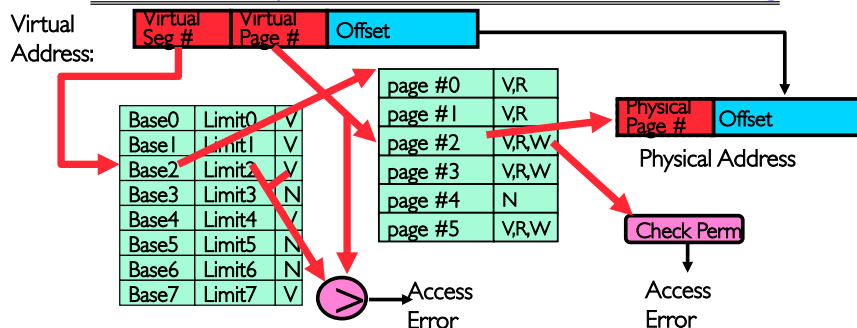 Virtual
Address:
Virtual
Seg #
Virtual
Page #
Offset
Base0 Limit0 V
Base1 Limit1 V
Base2 Limit2 V
Base3 Limit3 N
Base4 Limit4 V
Base5 Limit5 N
Base6 Limit6 N
Base7 Limit7 V
page #0 V,R
page #1 V,R
page #2 V,R,W
page #3 V,R,W
page #4 N
page #5 V,R,W
Physical
Page #
Offset
Physical Address
Check Perm
>
Access
Error
Access
Error